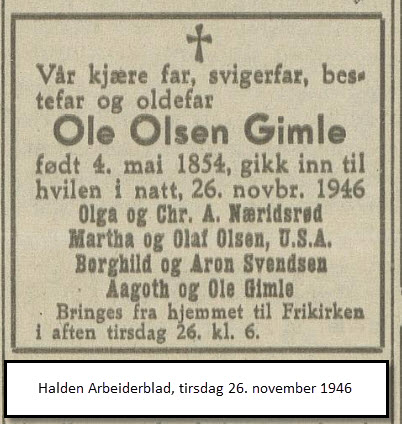 Vår kjære far, svigerfar, bes-
tefar og oldefar
Ole Olsen Gimle
født 4. mai 1854, gikk inn til
hvilen i natt, 26. novbr. 1946
Olga og Chr. A. Næridsrød
Martha og Olaf Olsen, U.S.A.
Borghild og Aron Svendsen
Aagoth og Ole Gimle
Bringes fra hjemmet til Frikirken
i aften tirsdag 26. kl. 6.
Halden Arbeiderblad, tirsdag 26. november 1946